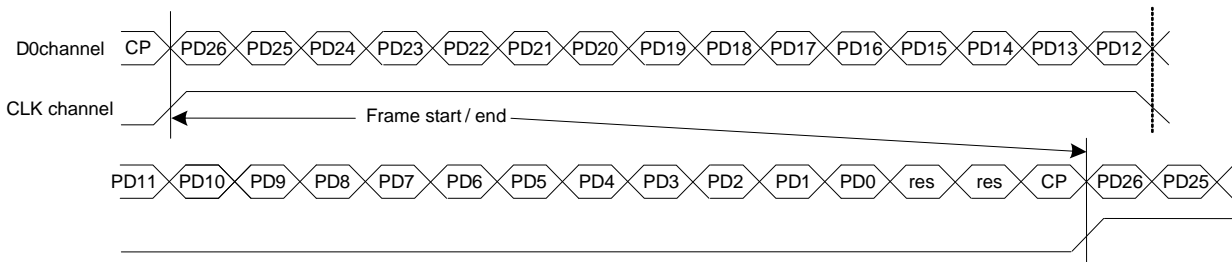 D0channel CP PD26 PD25 PD24 PD23 PD22 PD21 PD20 PD19 PD18 PD17 PD16 PD15 PD14 PD13 PD12
CLK channel
Frame start / end
PD11 PD10 PD9 PD8 PD7 PD6 PD5 PD4 PD3 PD2 PD1 PD0 res res CP PD26 PD25